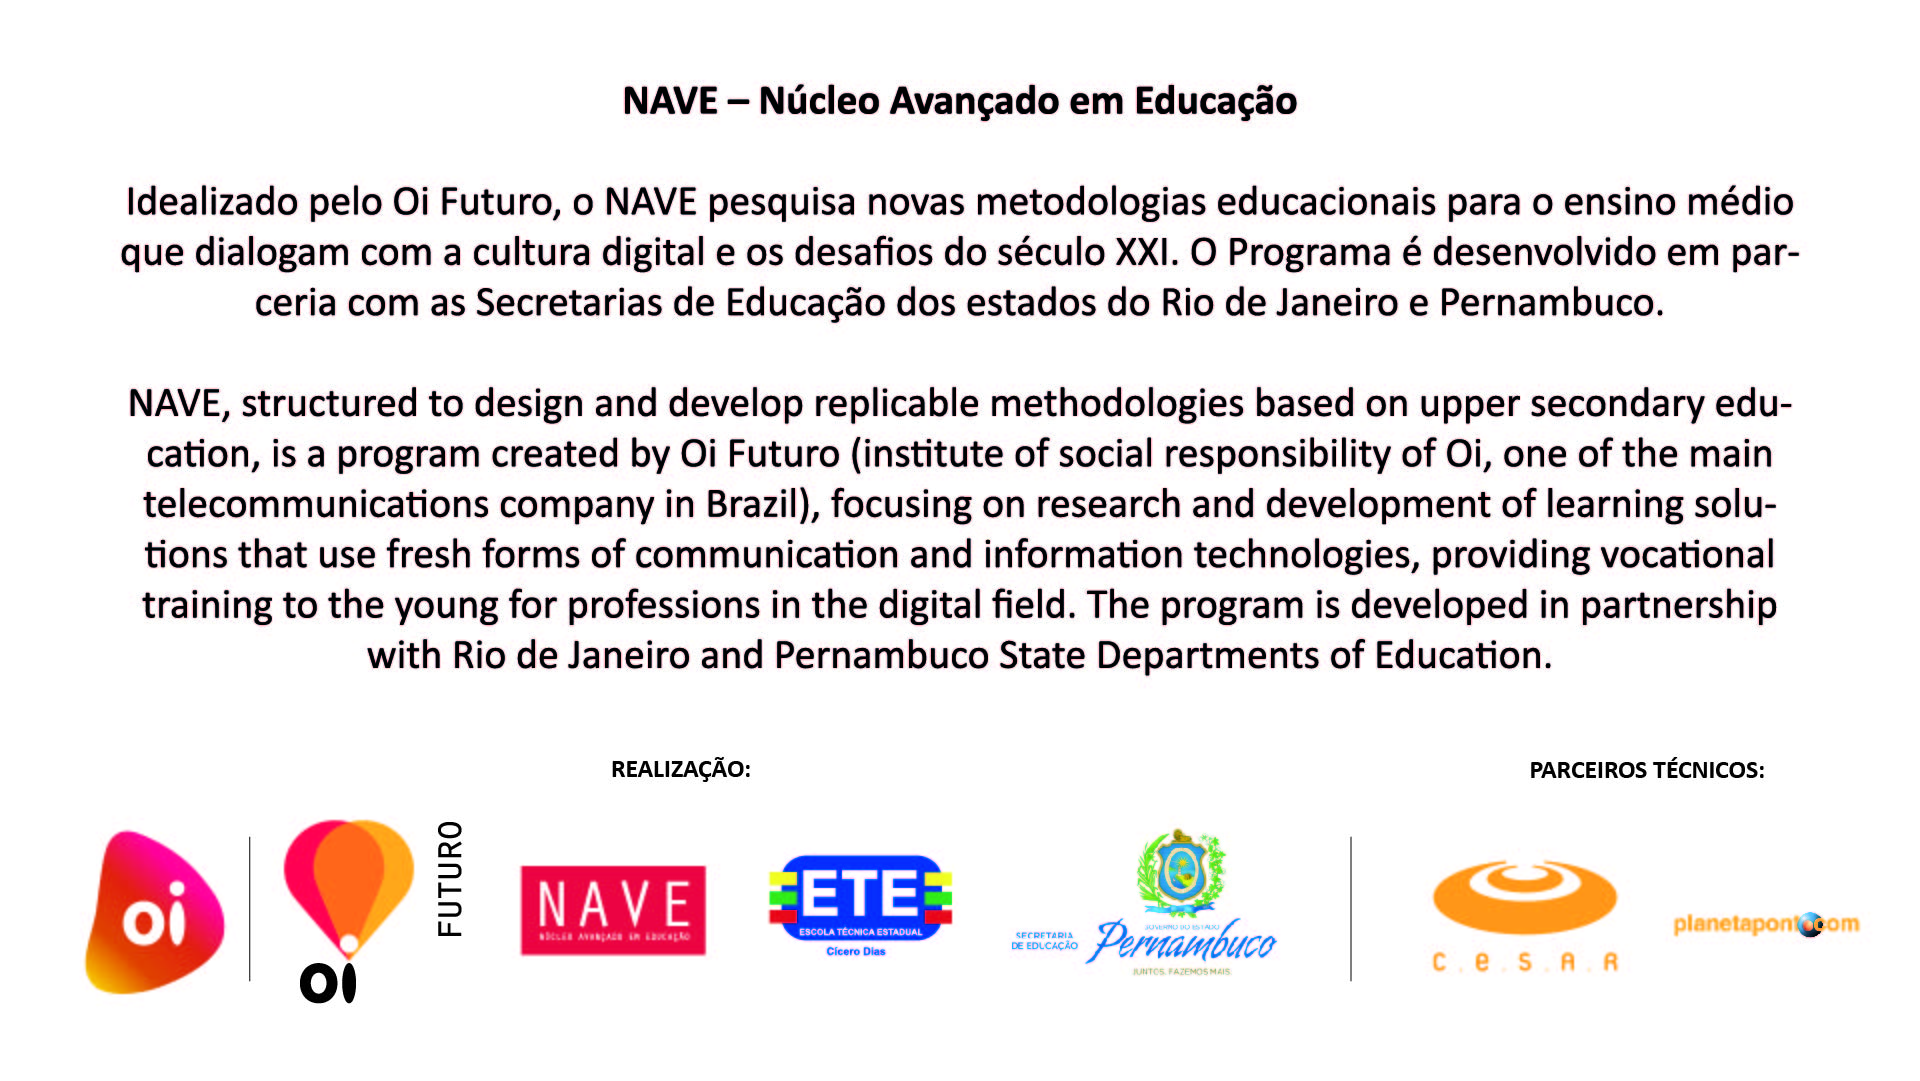 NAVE – Núcleo Avançado em Educação
Idealizado pelo Oi Futuro, o NAVE pesquisa novas metodologias educacionais para o ensino médio
que dialogam com a cultura digital e os desafios do século XXI. O Programa é desenvolvido em par-
ceria com as Secretarias de Educação dos estados do Rio de Janeiro e Pernambuco.
NAVE, structured to design and develop replicable methodologies based on upper secondary edu-
cation, is a program created by Oi Futuro (institute of social responsibility of Oi, one of the main
telecommunications company in Brazil), focusing on research and development of learning solu-
tions that use fresh forms of communication and information technologies, providing vocational
training to the young for professions in the digital field. The program is developed in partnership
with Rio de Janeiro and Pernambuco State Departments of Education.
REALIZAÇÃO:
PARCEIROS TÉCNICOS:
oi
oi
FUTURO
NAVE
NÚCLEO AVANÇADO EM EDUCAÇÃO
ETE
ESCOLA TÉCNICA ESTADUAL
Cícero Dias
SECRETARIA
DE EDUCAÇÃO
GOVERNO DO ESTADO
Pernambuco
JUNTOS, FAZEMOS MAIS.
C.e.S.A.R
planetapontocom